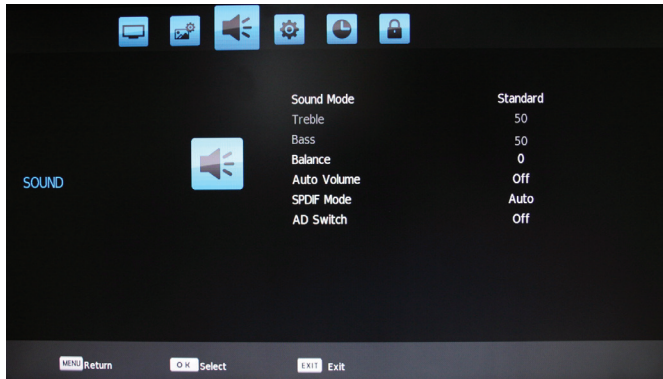 Sound Mode Standard
Treble 50
Bass 50
Balance 0
SOUND
Auto Volume Off
SPDIF Mode Auto
AD Switch Off
MENU Return OK Select EXIT Exit